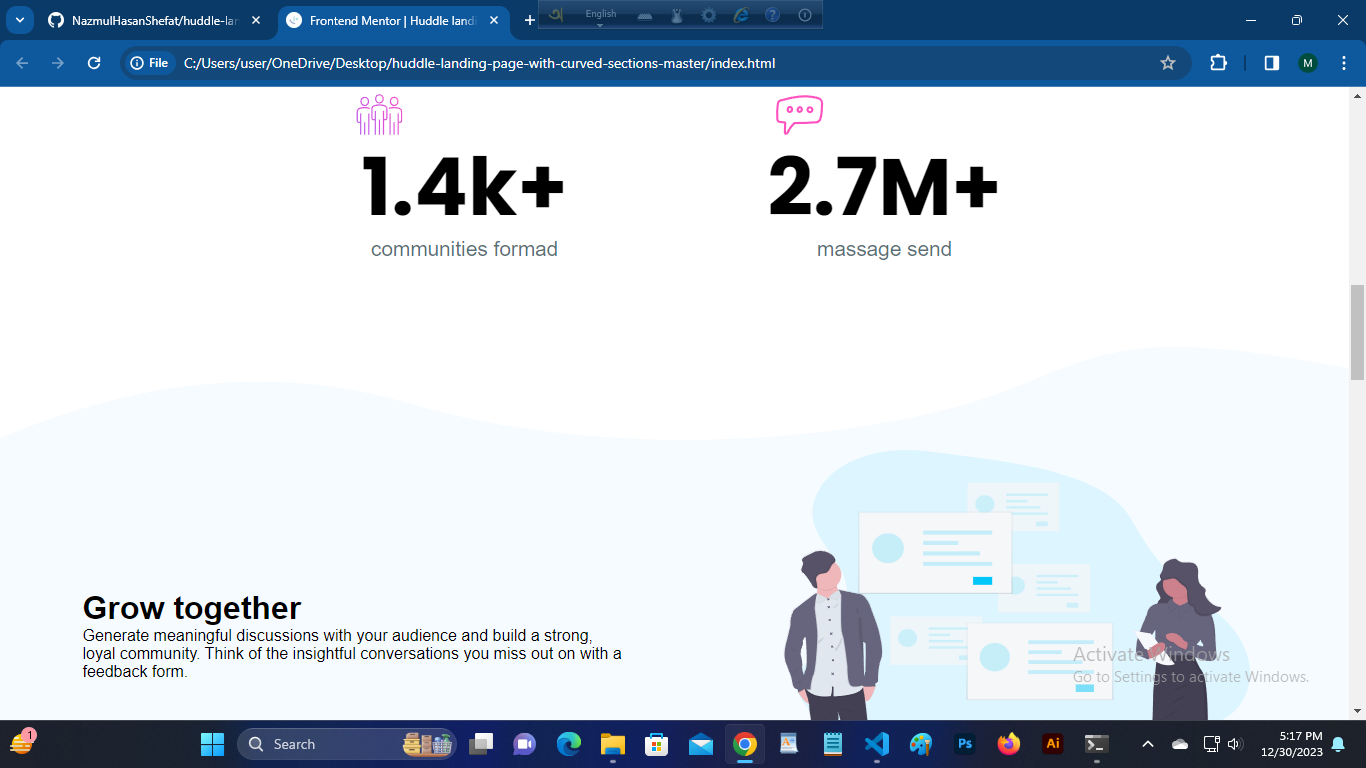 NazmulHasanShefat/huddle-lar
Frontend Mentor | Huddle landi
English
File
C:/Users/user/OneDrive/Desktop/huddle-landing-page-with-curved-sections-master/index.html
M
1.4k+
2.7M+
communities formad
massage send
Grow together
Generate meaningful discussions with your audience and build a strong,
loyal community. Think of the insightful conversations you miss out on with a
feedback form.
Activate Windows
Go to Settings to activate Windows.
1
Search
Ps
Ai
5:17 PM
12/30/2023